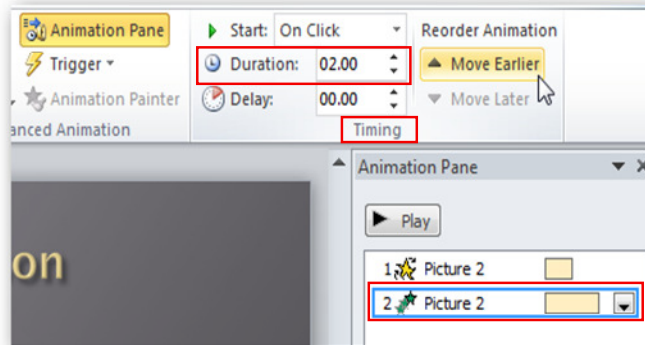 Animation Pane
Start: On Click
Reorder Animation
Trigger
Duration: 02.00
Move Earlier
Animation Painter
Delay: 00.00
Move Later
anced Animation
Timing
Animation Pane
Play
on
1 Picture 2
2 Picture 2